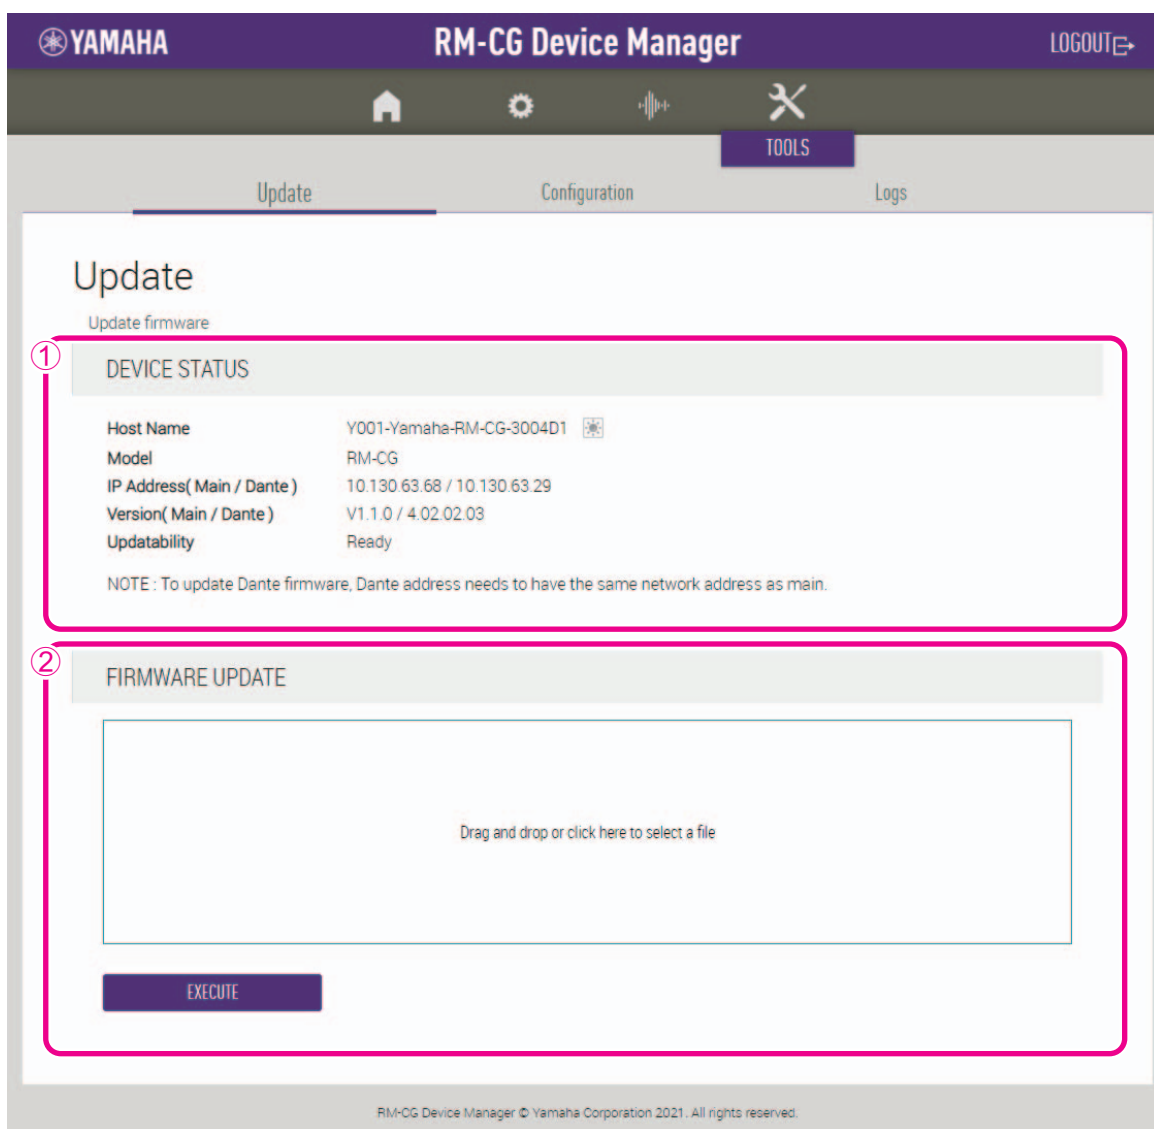 YAMAHA RM-CG Device Manager LOGOUT
TOOLS
Update Configuration Logs
Update
Update firmware
1
DEVICE STATUS
Host Name Y001-Yamaha-RM-CG-3004D1
Model RM-CG
IP Address( Main / Dante ) 10.130.63.68 / 10.130.63.29
Version( Main / Dante ) V1.1.0 / 4.02.02.03
Updatability Ready
NOTE : To update Dante firmware, Dante address needs to have the same network address as main.
2
FIRMWARE UPDATE
Drag and drop or click here to select a file
EXECUTE
RM-CG Device Manager © Yamaha Corporation 2021. All rights reserved.